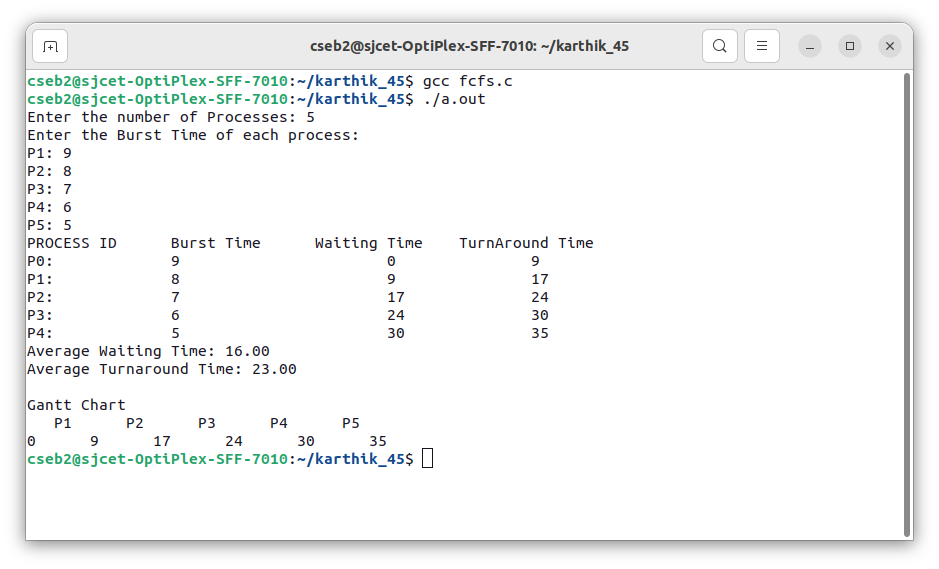 cseb2@sjcet-OptiPlex-SFF-7010: ~/karthik_45
cseb2@sjcet-OptiPlex-SFF-7010:~/karthik_45$ gcc fcfs.c
cseb2@sjcet-OptiPlex-SFF-7010:~/karthik_45$ ./a.out
Enter the number of Processes: 5
Enter the Burst Time of each process:
P1: 9
P2: 8
P3: 7
P4: 6
P5: 5
PROCESS ID      Burst Time      Waiting Time    TurnAround Time
P0:             9                       0               9
P1:             8                       9               17
P2:             7                       17              24
P3:             6                       24              30
P4:             5                       30              35
Average Waiting Time: 16.00
Average Turnaround Time: 23.00
Gantt Chart
   P1      P2      P3      P4      P5
0      9      17      24      30      35
cseb2@sjcet-OptiPlex-SFF-7010:~/karthik_45$